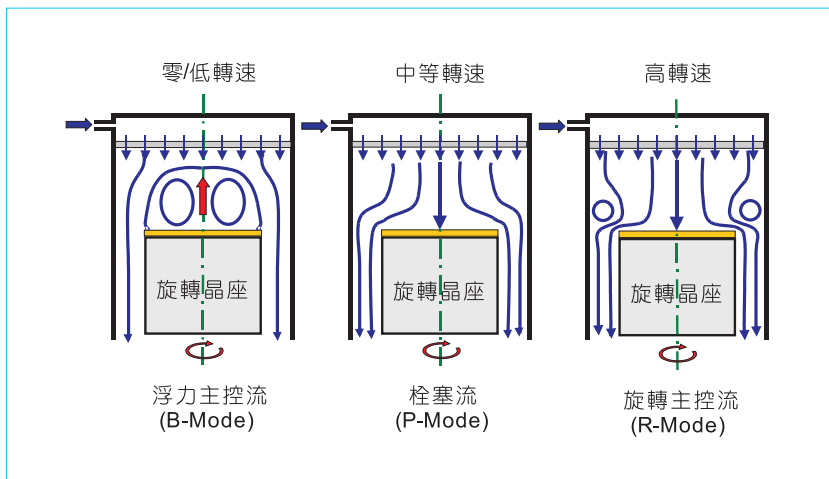 零/低轉速
中等轉速
高轉速
旋轉晶座
旋轉晶座
旋轉晶座
浮力主控流
(B-Mode)
栓塞流
(P-Mode)
旋轉主控流
(R-Mode)